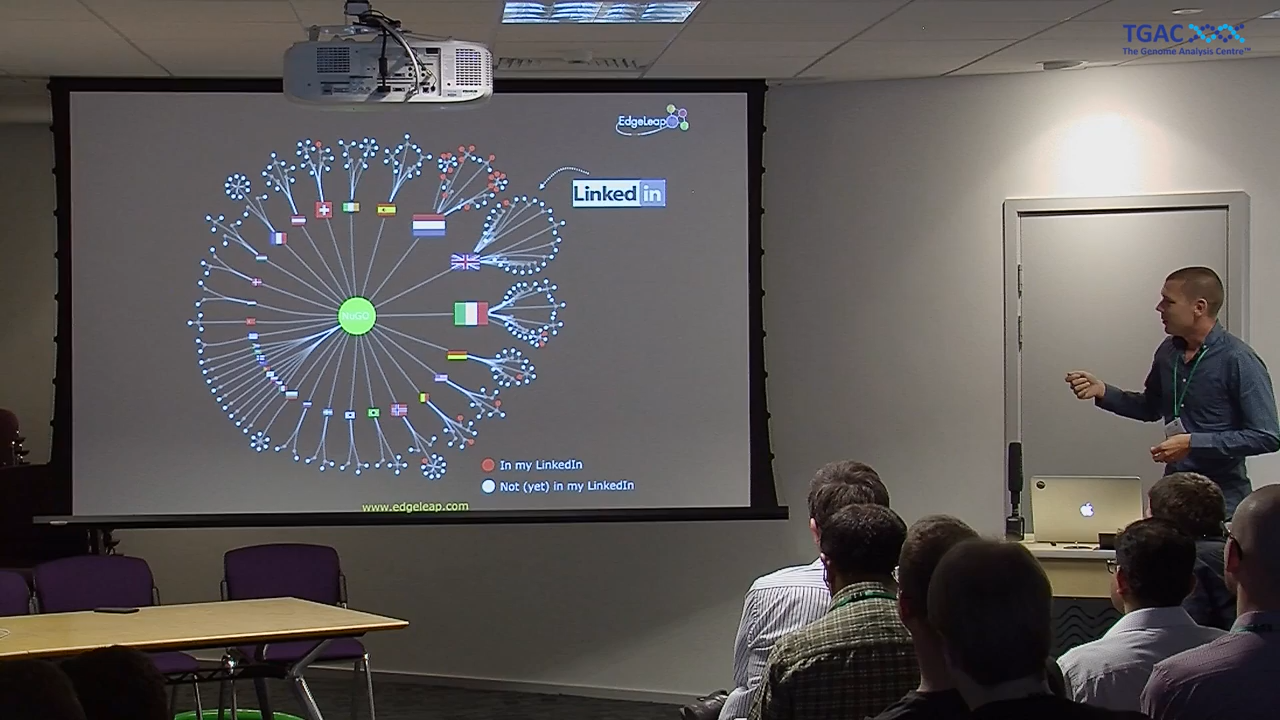 TGAC
The Genome Analysis Centre™
EdgeLeap
Linked in
NuGO
In my LinkedIn
Not (yet) in my LinkedIn
www.edgeleap.com